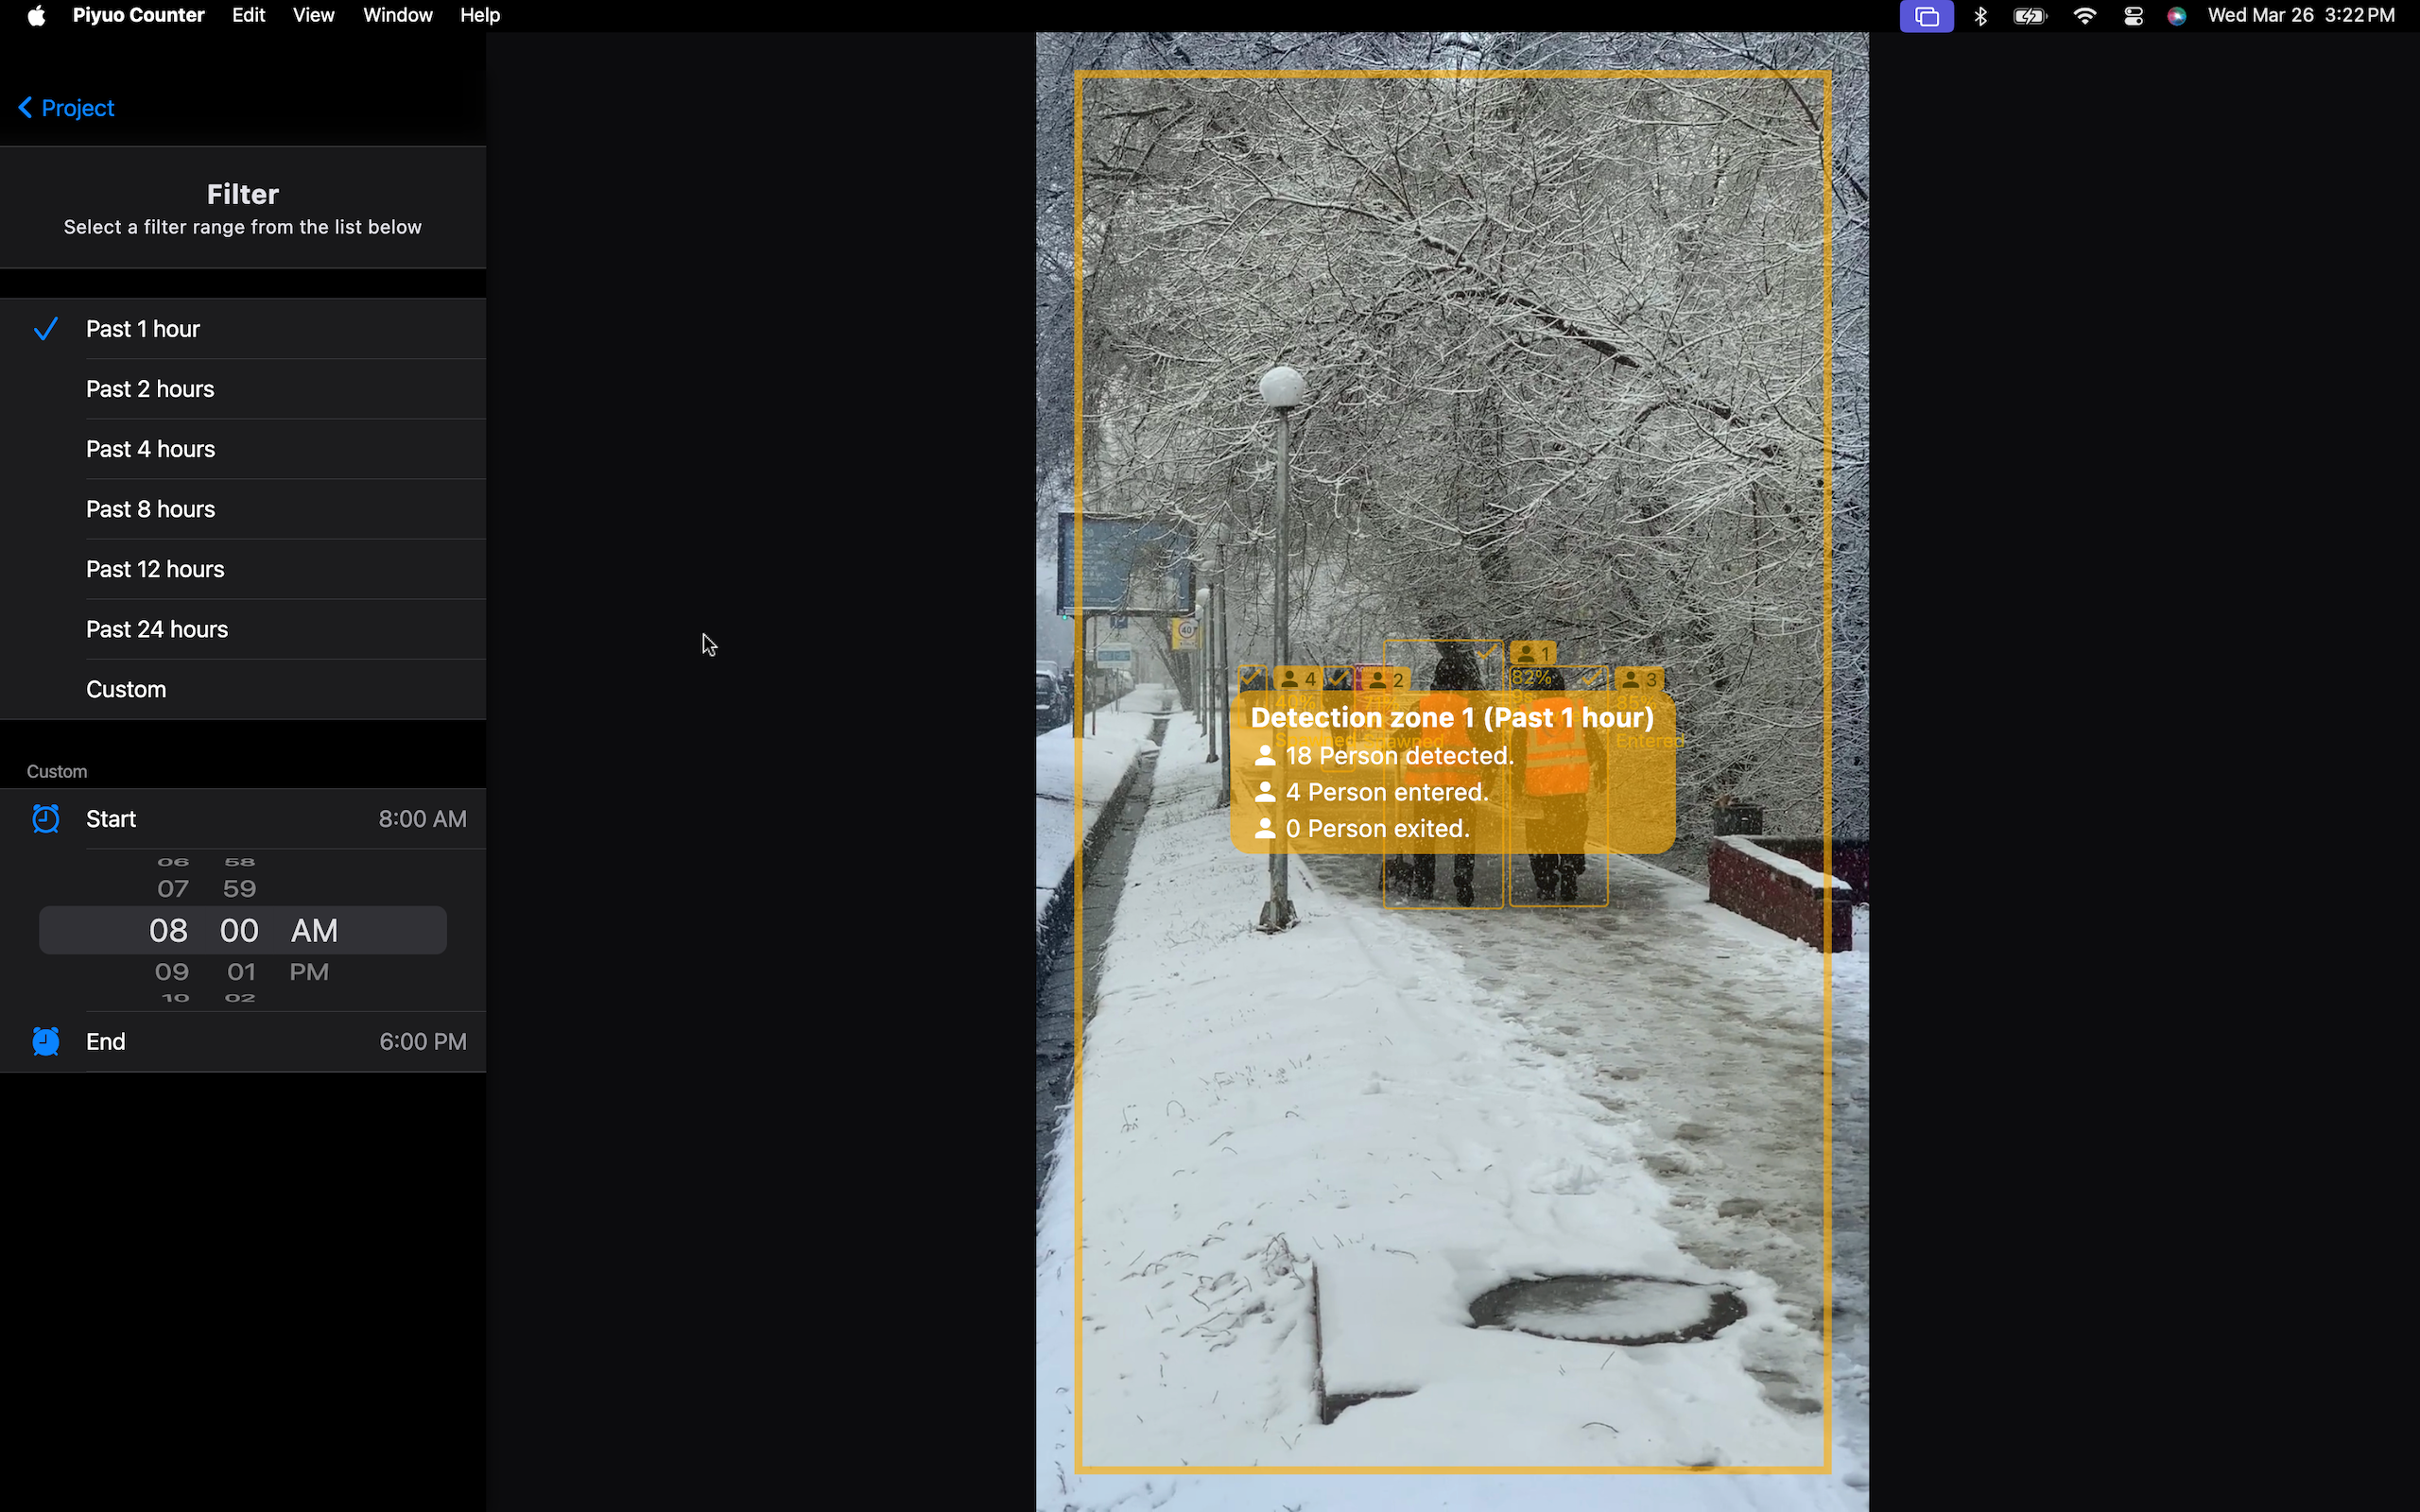 Piyuo Counter Edit View Window Help
Wed Mar 26 3:22 PM
Project
Filter
Select a filter range from the list below
Past 1 hour
Past 2 hours
Past 4 hours
Past 8 hours
Past 12 hours
Past 24 hours
Custom
Custom
Start 8:00 AM
06 58
07 59
08 00 AM
09 01 PM
10 02
End 6:00 PM
40
1
82%
4
2
3
Detection zone 1 (Past 1 hour)
Entered
18 Person detected.
4 Person entered.
0 Person exited.